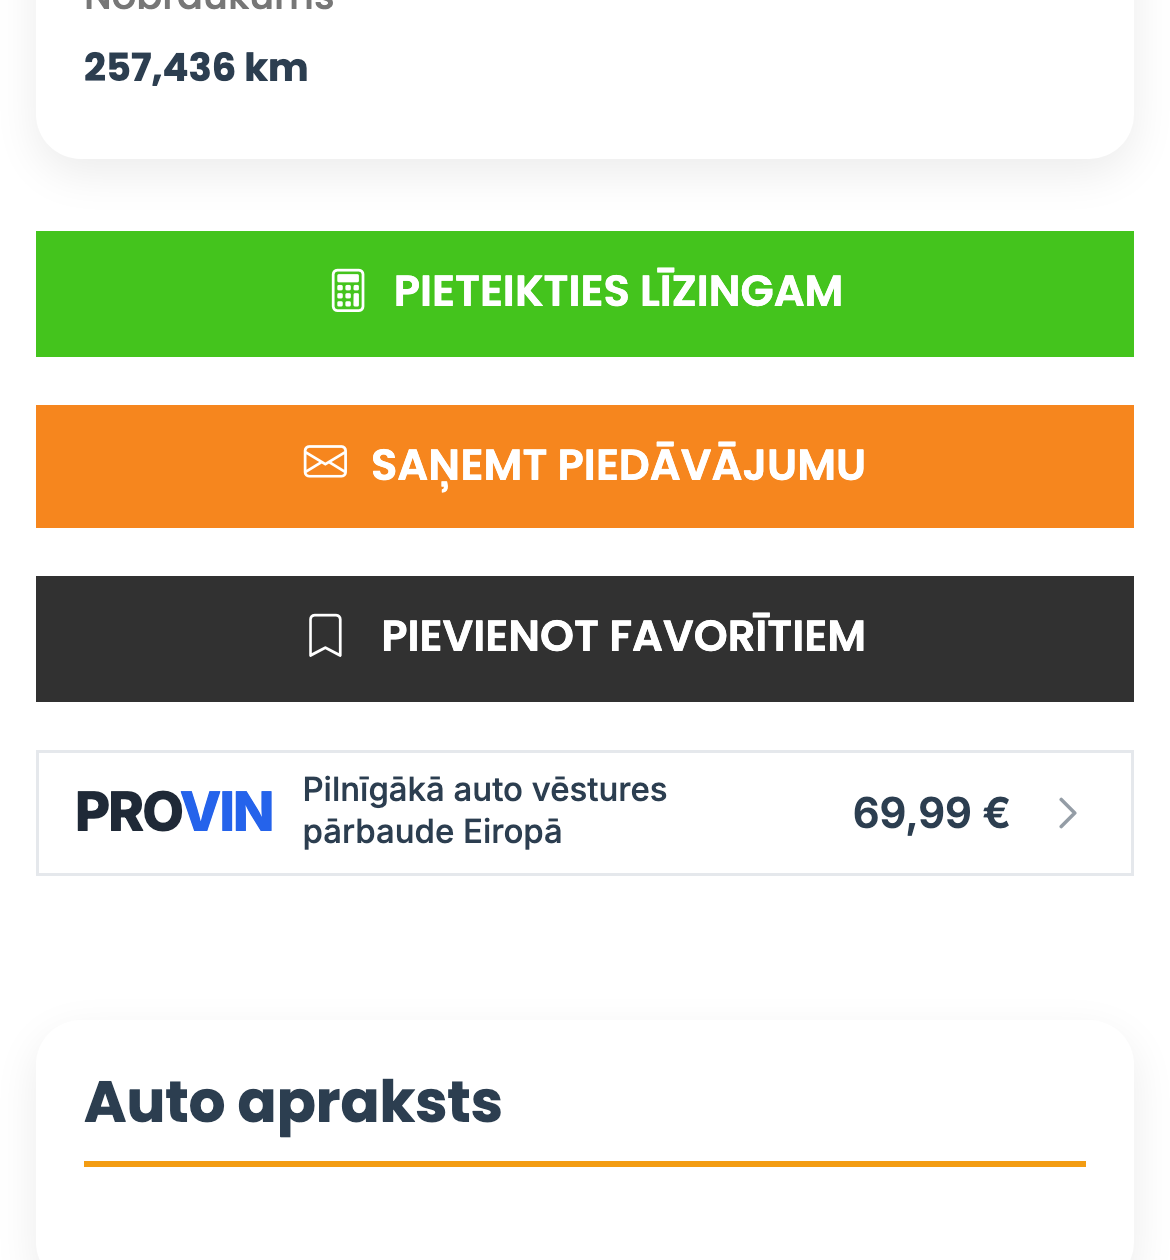 Nobraukums
257,436 km
PIETEIKTIES LĪZINGAM
SAŅEMT PIEDĀVĀJUMU
PIEVIENOT FAVORĪTIEM
PROVIN
Pilnīgākā auto vēstures
pārbaude Eiropā
69,99 €
Auto apraksts